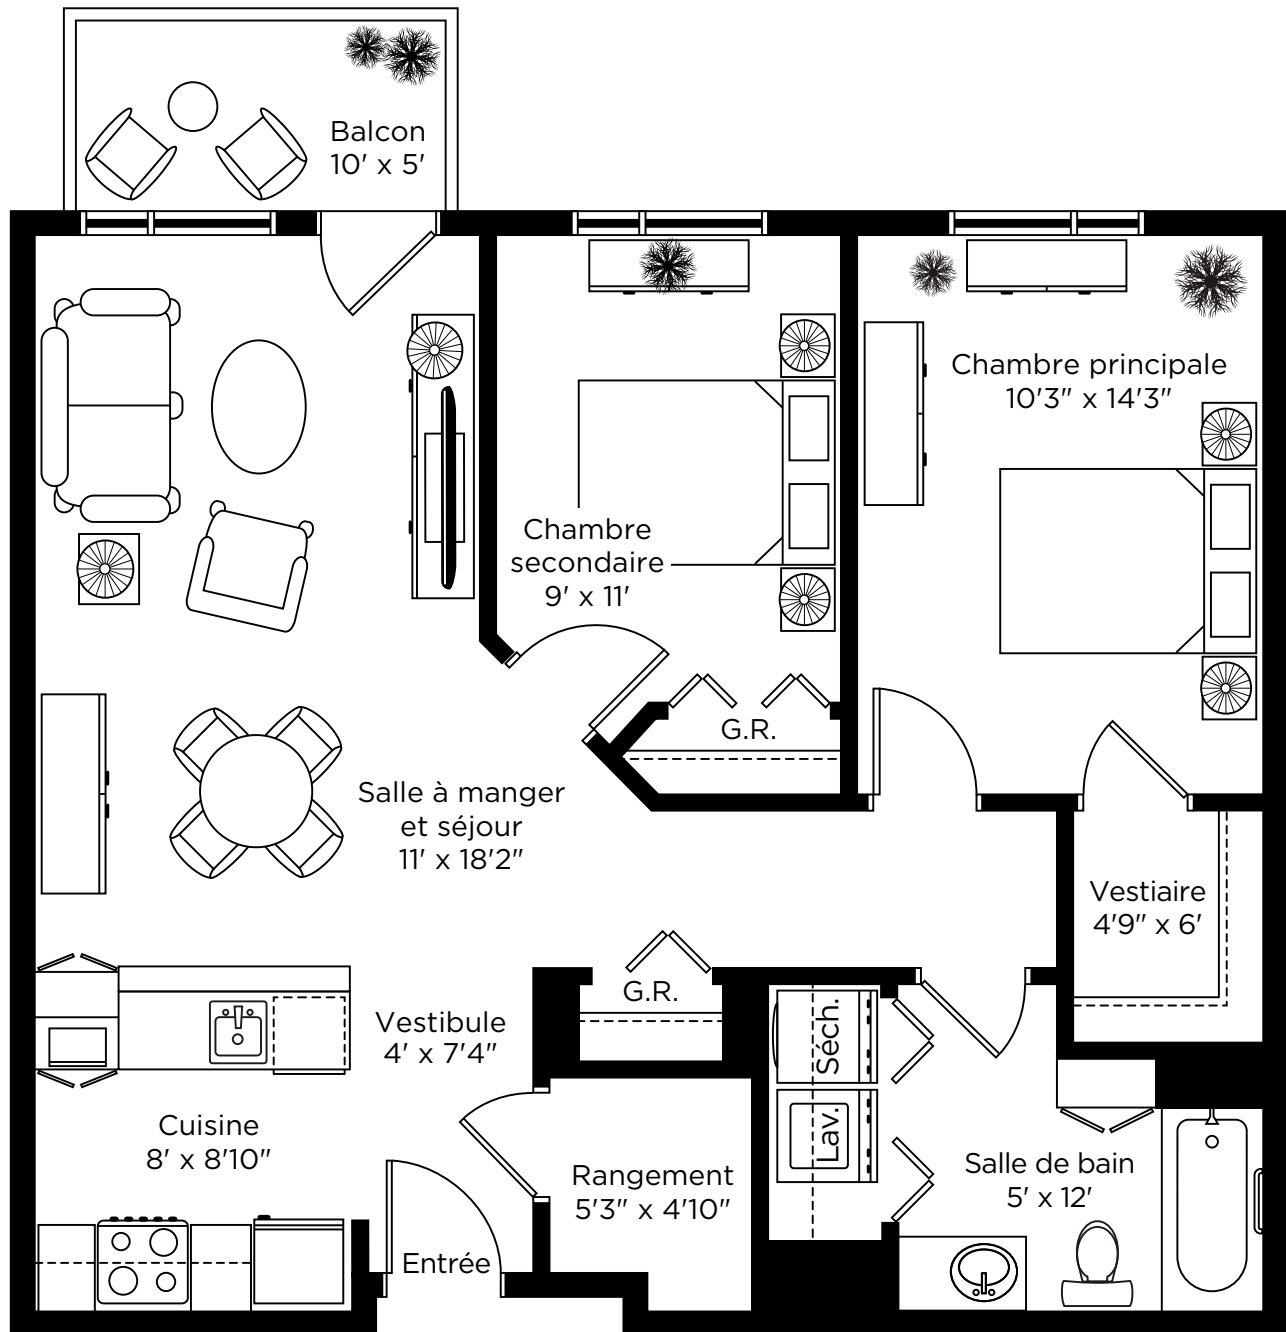 Balcon
10' x 5'
Chambre principale
10'3" x 14'3"
Chambre
secondaire
9' x 11'
G.R.
Salle à manger
et séjour
11' x 18'2"
Vestiaire
4'9" x 6'
G.R.
Vestibule
4' x 7'4"
Séch.
Lav.
Cuisine
8' x 8'10"
Rangement
5'3" x 4'10"
Salle de bain
5' x 12'
Entrée